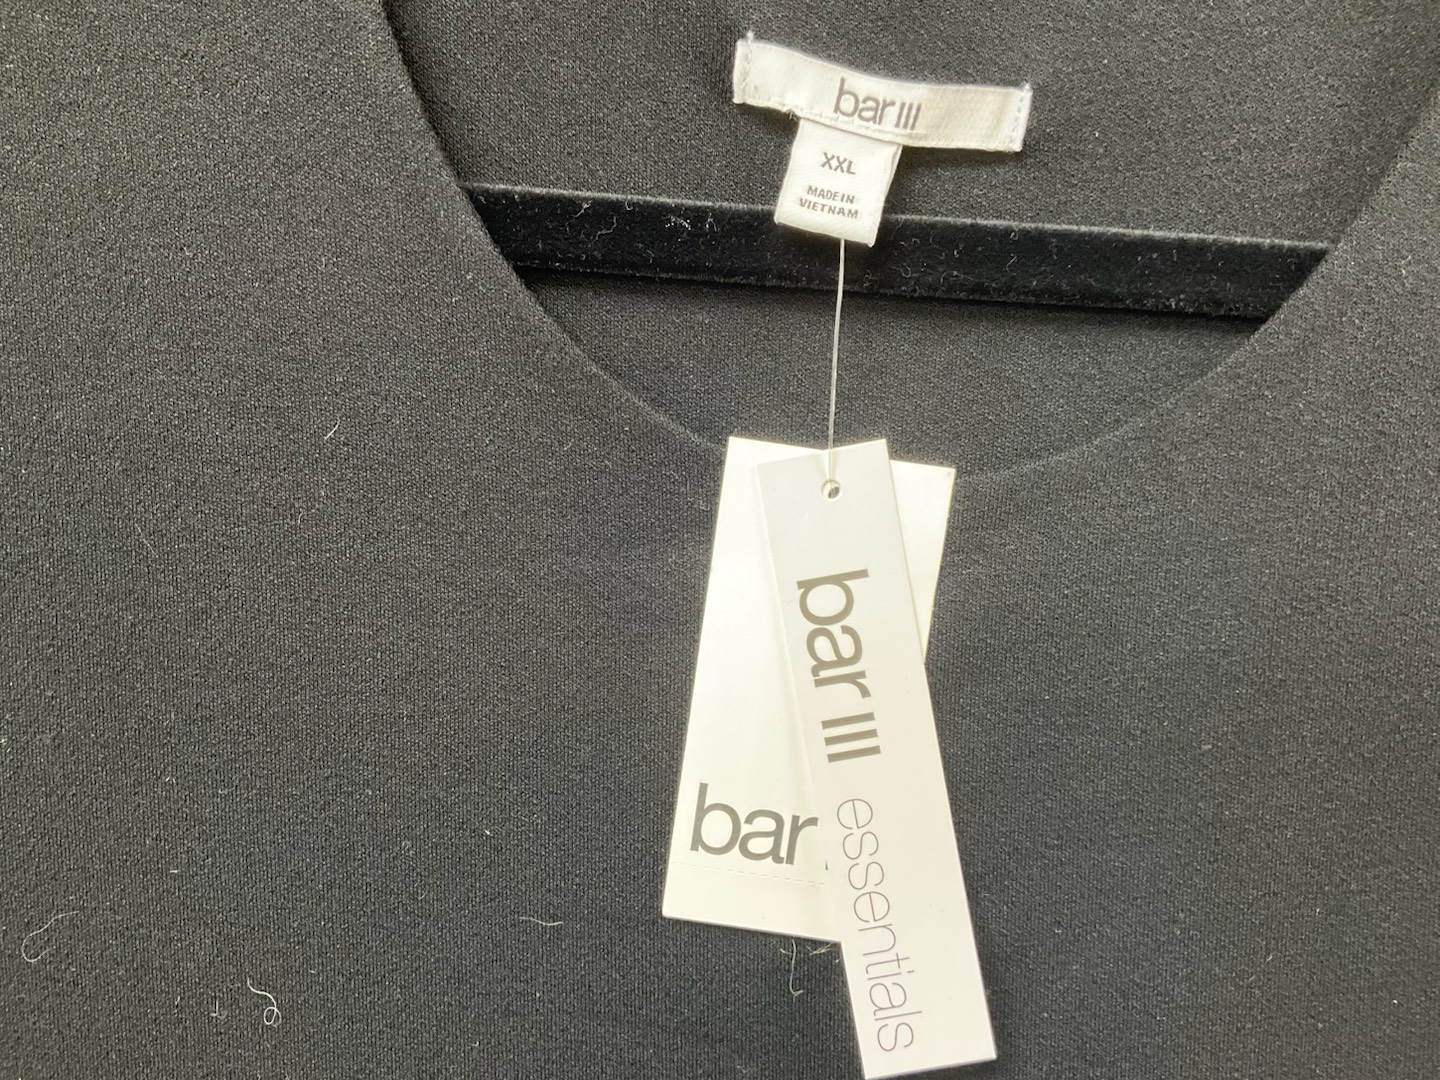 bar III
XXL
MADE IN
VIETNAM
bar III essentials
bar